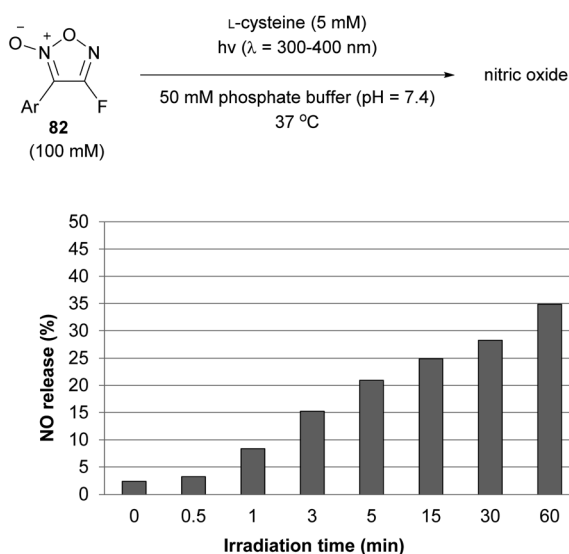 L-cysteine (5 mM)
hν (λ = 300-400 nm)
50 mM phosphate buffer (pH = 7.4)
37 °C
nitric oxide
−
O
+
N
O
N
Ar
F
82
(100 mM)
50
45
40
35
30
25
20
15
10
5
0
NO release (%)
0 0.5 1 3 5 15 30 60
Irradiation time (min)